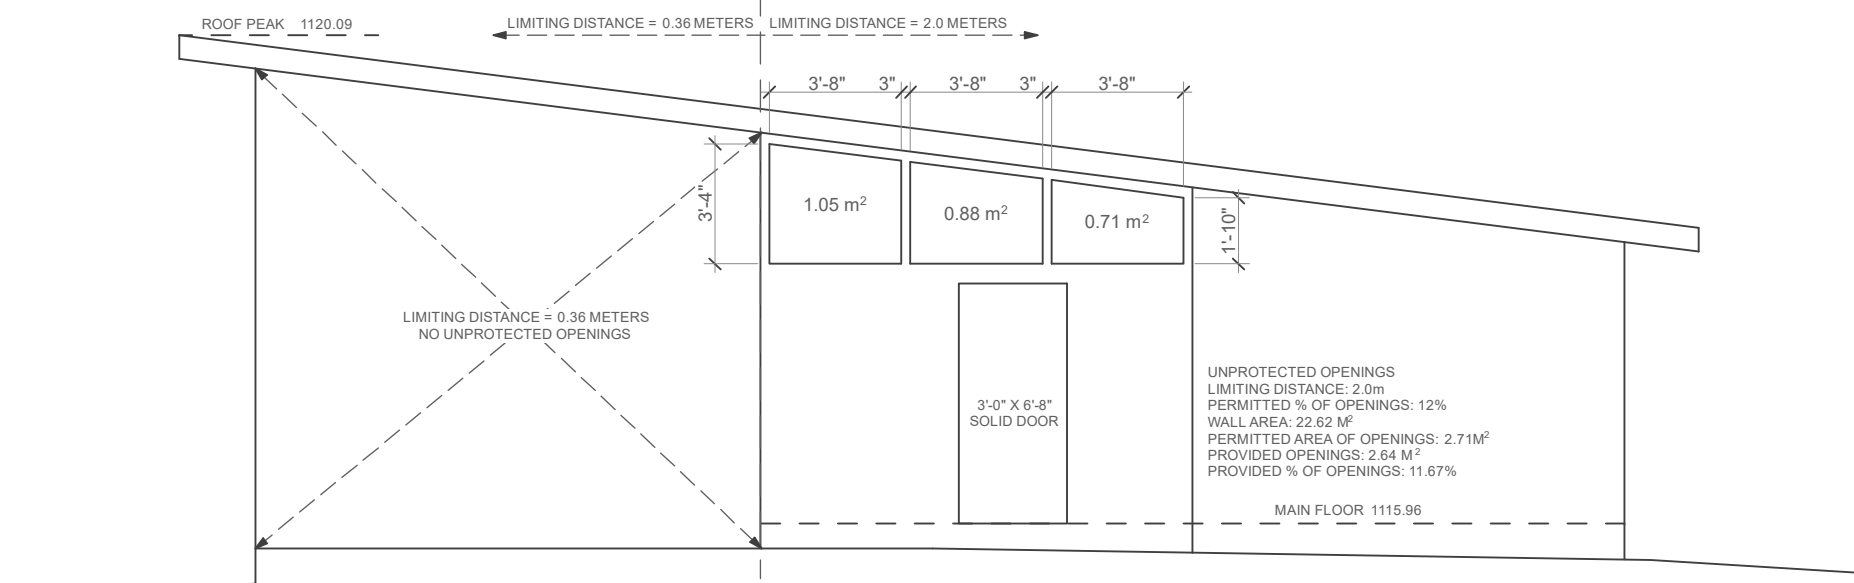 ROOF PEAK 1120.09
LIMITING DISTANCE = 0.36 METERS
LIMITING DISTANCE = 2.0 METERS
3'-8" 3" 3'-8" 3" 3'-8"
3'-4"
1.05 m²
0.88 m²
0.71 m²
1'-10"
LIMITING DISTANCE = 0.36 METERS
NO UNPROTECTED OPENINGS
3'-0" X 6'-8"
SOLID DOOR
UNPROTECTED OPENINGS
LIMITING DISTANCE: 2.0m
PERMITTED % OF OPENINGS: 12%
WALL AREA: 22.62 M²
PERMITTED AREA OF OPENINGS: 2.71M²
PROVIDED OPENINGS: 2.64 M²
PROVIDED % OF OPENINGS: 11.67%
MAIN FLOOR 1115.96